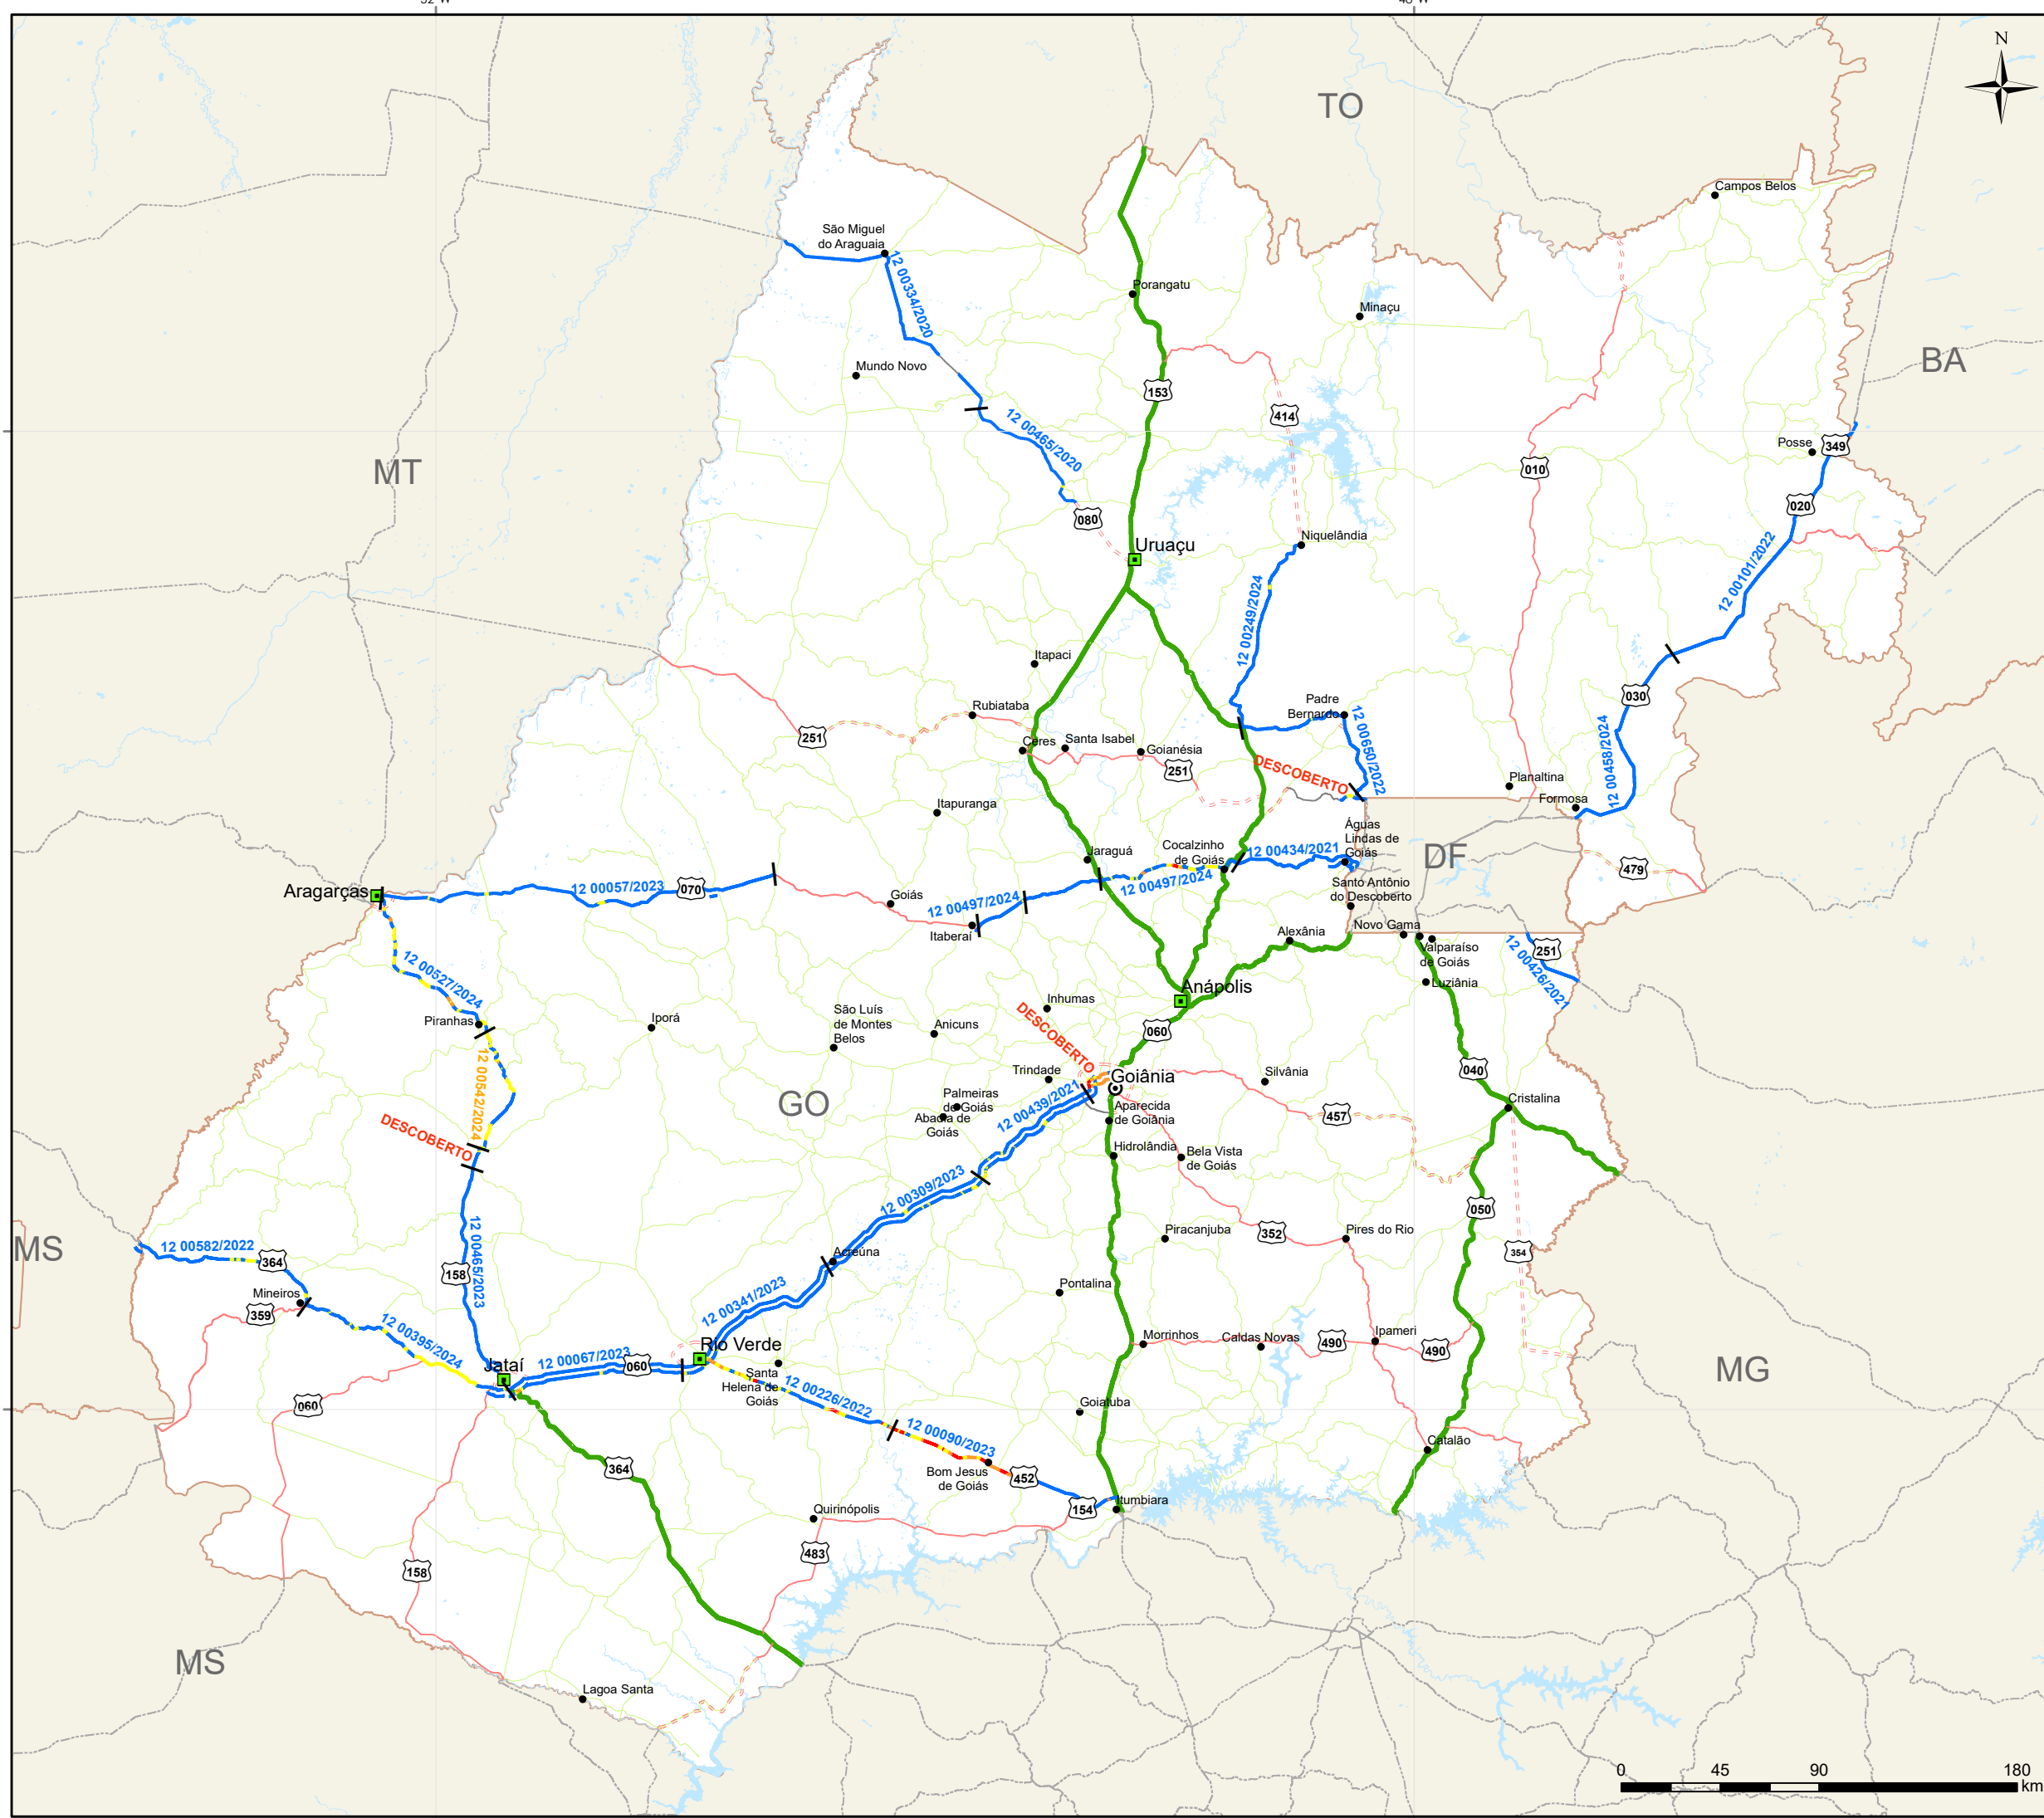 N
TO
Campos Belos
São Miguel
do Araguaia
12 00334/2020
Porangatu
Minaçu
BA
Mundo Novo
153
414
12 00465/2020
Posse
349
MT
010
020
080
Niquelândia
Uruaçu
12 00101/2022
12 00249/2024
Itapaci
030
Padre
Bernardo
Rubiataba
12 00650/2022
251
Ceres
Santa Isabel
Goianésia
12 00458/2024
251
DESCOBERTO
Planaltina
Formosa
Itapuranga
Águas
Lindas de
Goiás
Jaraguá
Cocalzinho
de Goiás
12 00434/2021
DF
479
Aragarças
12 00057/2023
070
12 00497/2024
Santo Antônio
do Descoberto
Goiás
12 00497/2024
Itaberaí
Novo Gama
Alexânia
Valparaíso
de Goiás
251
12 00426/2021
12 00527/2024
Luziânia
Anápolis
Inhumas
São Luís
de Montes
Belos
Piranhas
Iporá
Anicuns
DESCOBERTO
060
040
12 00542/2024
Trindade
Goiânia
Silvânia
GO
Palmeiras
de Goiás
Abadia de
Goiás
12 00439/2021
Aparecida
de Goiânia
457
Cristalina
DESCOBERTO
Hidrolândia
Bela Vista
de Goiás
12 00309/2023
050
MS
12 00582/2022
364
12 00465/2023
158
Acreúna
Piracanjuba
352
Pires do Rio
354
Mineiros
359
12 00341/2023
Pontalina
12 00395/2024
Jataí
12 00067/2023
060
Rio Verde
Morrinhos
Caldas Novas
490
Ipameri
490
MG
060
Santa
Helena de
Goiás
12 00226/2022
Goiatuba
12 00090/2023
Catalão
364
Bom Jesus
de Goiás
452
154
Itumbiara
Quirinópolis
483
158
MS
Lagoa Santa
0 45 90 180
km